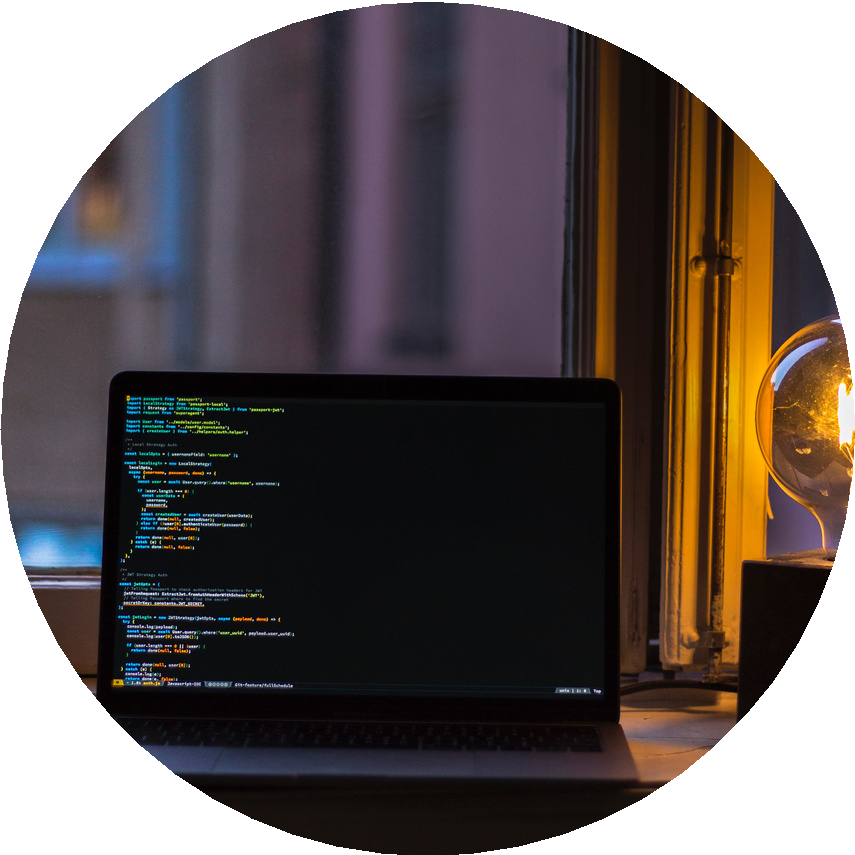 import passport from "passport";
import LocalStrategy from "passport-local";
import { Strategy as JWTStrategy, ExtractJwt } from "passport-jwt";
import request from "superagent";
import User from "../models/user.model";
import constants from "../config/constants";
import { createUser } from "../helpers/auth.helper";
/**
* Local Strategy Auth
*/
const localOpts = { usernameField: "username" };
const localLogin = new LocalStrategy(
localOpts,
async (username, password, done) => {
try {
const user = await User.query().where("username", username);
if (user.length === 0) {
const userData = {
username,
password,
};
const createdUser = await createUser(userData);
return done(null, createdUser);
} else if (!user[0].authenticateUser(password)) {
return done(null, false);
}
return done(null, user[0]);
} catch (e) {
return done(null, false);
}
},
);
/**
* JWT Strategy Auth
*/
const jwtOpts = {
// Telling Passport to check authorization headers for JWT
jwtFromRequest: ExtractJwt.fromAuthHeaderWithScheme("JWT"),
// Telling Passport where to find the secret
secretOrKey: constants.JWT_SECRET,
};
const jwtLogin = new JWTStrategy(jwtOpts, async (payload, done) => {
try {
console.log(payload);
const user = await User.query().where("user_uuid", payload.user_uuid);
console.log(user[0].toJSON());
if (user.length === 0 || !user) {
return done(null, false);
}
return done(null, user[0]);
} catch (e) {
console.log(e);
return done(e, false);
auth.js Javascript-IDE Git-feature/fullSchedule unix | 1: 0 Top